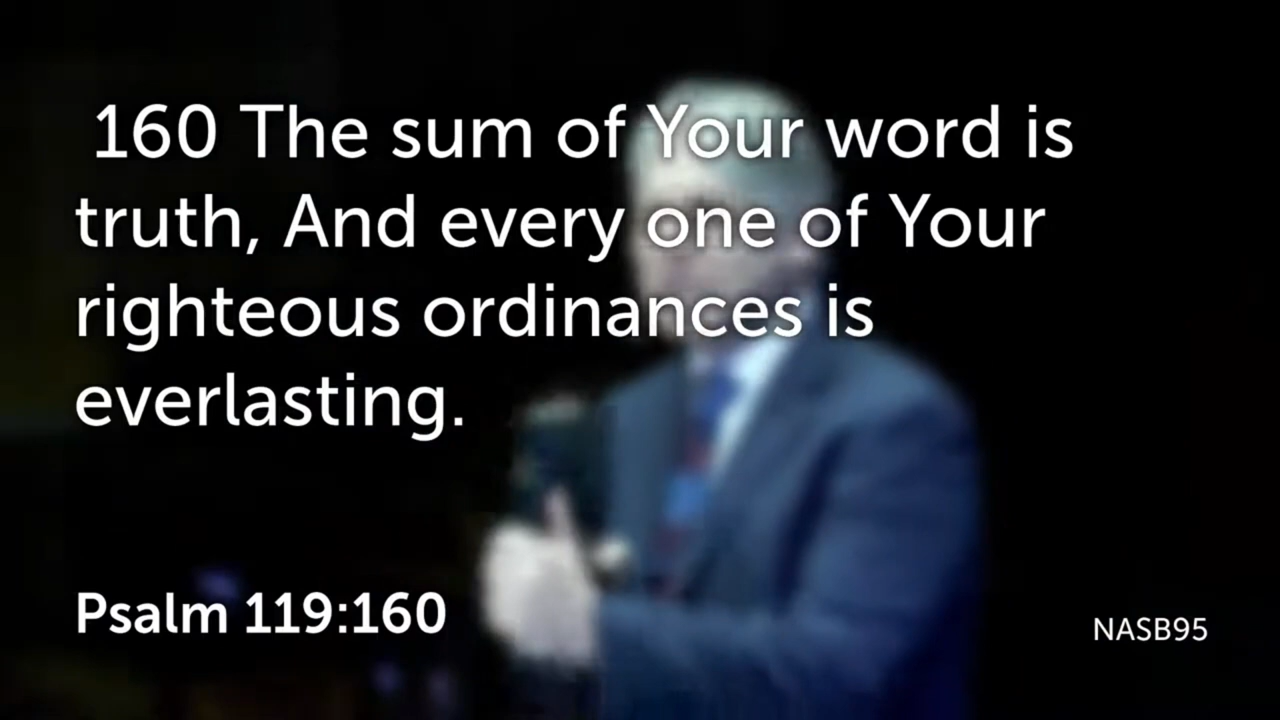 160 The sum of Your word is
truth, And every one of Your
righteous ordinances is
everlasting.
Psalm 119:160
NASB95